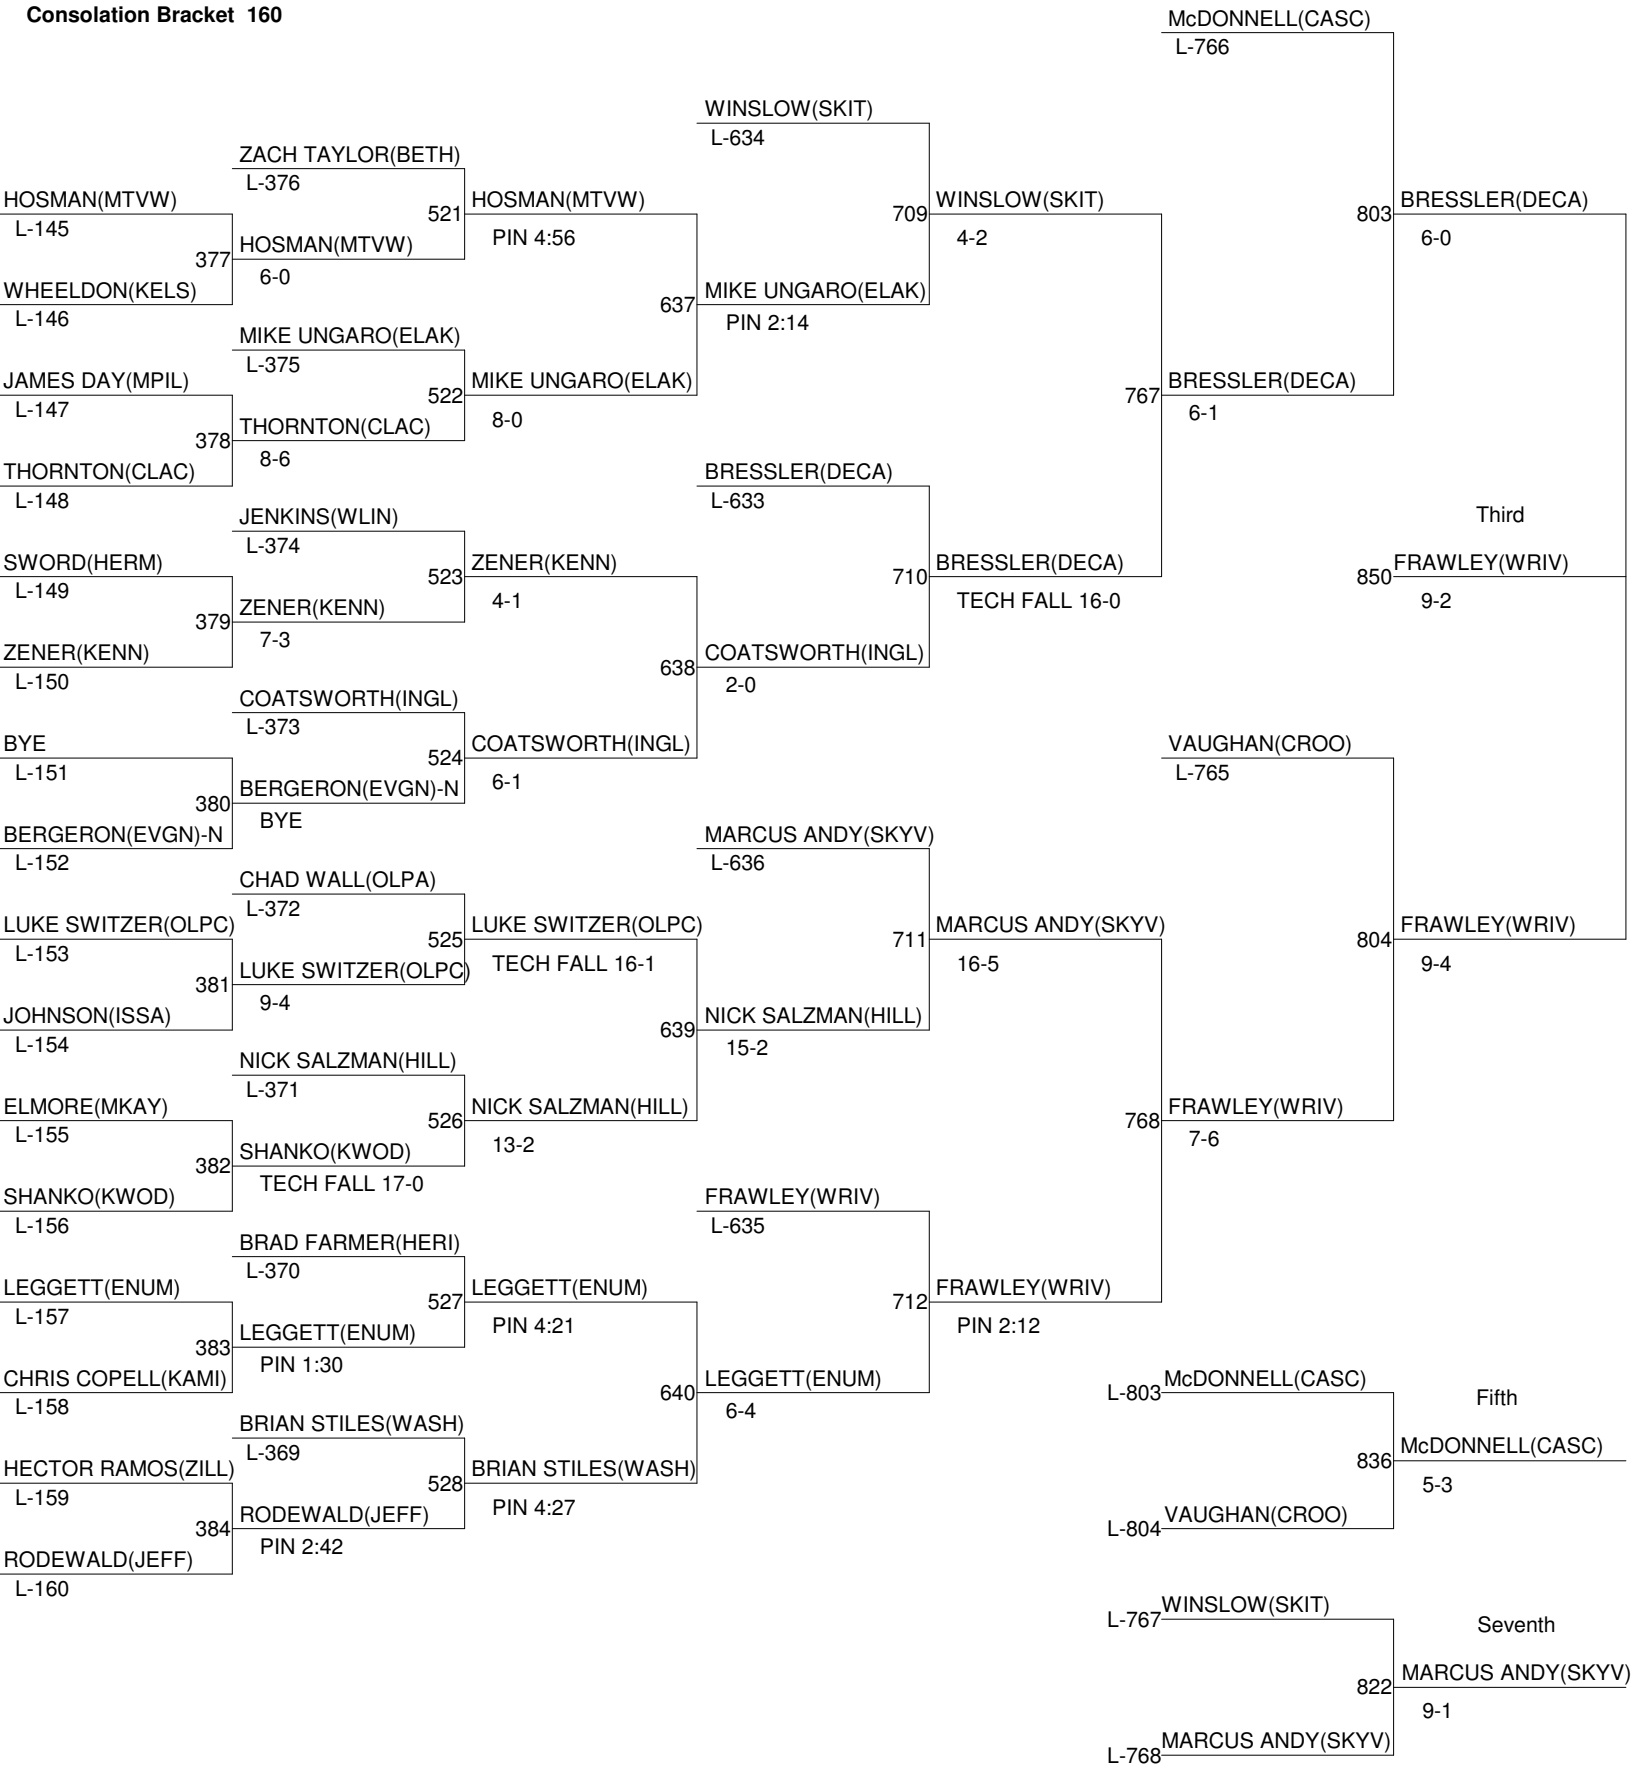 Consolation Bracket 160
McDONNELL(CASC)
L-766
WINSLOW(SKIT)
L-634
ZACH TAYLOR(BETH)
L-376
HOSMAN(MTVW)
L-145
521
HOSMAN(MTVW)
PIN 4:56
709
WINSLOW(SKIT)
4-2
803
BRESSLER(DECA)
6-0
377
HOSMAN(MTVW)
6-0
WHEELDON(KELS)
L-146
637
MIKE UNGARO(ELAK)
PIN 2:14
MIKE UNGARO(ELAK)
L-375
JAMES DAY(MPIL)
L-147
522
MIKE UNGARO(ELAK)
8-0
767
BRESSLER(DECA)
6-1
378
THORNTON(CLAC)
8-6
THORNTON(CLAC)
L-148
BRESSLER(DECA)
L-633
JENKINS(WLIN)
L-374
Third
SWORD(HERM)
L-149
523
ZENER(KENN)
4-1
710
BRESSLER(DECA)
TECH FALL 16-0
850
FRAWLEY(WRIV)
9-2
379
ZENER(KENN)
7-3
ZENER(KENN)
L-150
638
COATSWORTH(INGL)
2-0
COATSWORTH(INGL)
L-373
BYE
L-151
524
COATSWORTH(INGL)
6-1
VAUGHAN(CROO)
L-765
380
BERGERON(EVGN)-N
BYE
BERGERON(EVGN)-N
L-152
MARCUS ANDY(SKYV)
L-636
CHAD WALL(OLPA)
L-372
LUKE SWITZER(OLPC)
L-153
525
LUKE SWITZER(OLPC)
TECH FALL 16-1
711
MARCUS ANDY(SKYV)
16-5
804
FRAWLEY(WRIV)
9-4
381
LUKE SWITZER(OLPC)
9-4
JOHNSON(ISSA)
L-154
639
NICK SALZMAN(HILL)
15-2
NICK SALZMAN(HILL)
L-371
ELMORE(MKAY)
L-155
526
NICK SALZMAN(HILL)
13-2
768
FRAWLEY(WRIV)
7-6
382
SHANKO(KWOD)
TECH FALL 17-0
SHANKO(KWOD)
L-156
FRAWLEY(WRIV)
L-635
BRAD FARMER(HERI)
L-370
LEGGETT(ENUM)
L-157
527
LEGGETT(ENUM)
PIN 4:21
712
FRAWLEY(WRIV)
PIN 2:12
383
LEGGETT(ENUM)
PIN 1:30
CHRIS COPELL(KAMI)
L-158
640
LEGGETT(ENUM)
6-4
L-803
McDONNELL(CASC)
Fifth
BRIAN STILES(WASH)
L-369
836
McDONNELL(CASC)
5-3
HECTOR RAMOS(ZILL)
L-159
528
BRIAN STILES(WASH)
PIN 4:27
384
RODEWALD(JEFF)
PIN 2:42
L-804
VAUGHAN(CROO)
RODEWALD(JEFF)
L-160
L-767
WINSLOW(SKIT)
Seventh
822
MARCUS ANDY(SKYV)
9-1
L-768
MARCUS ANDY(SKYV)